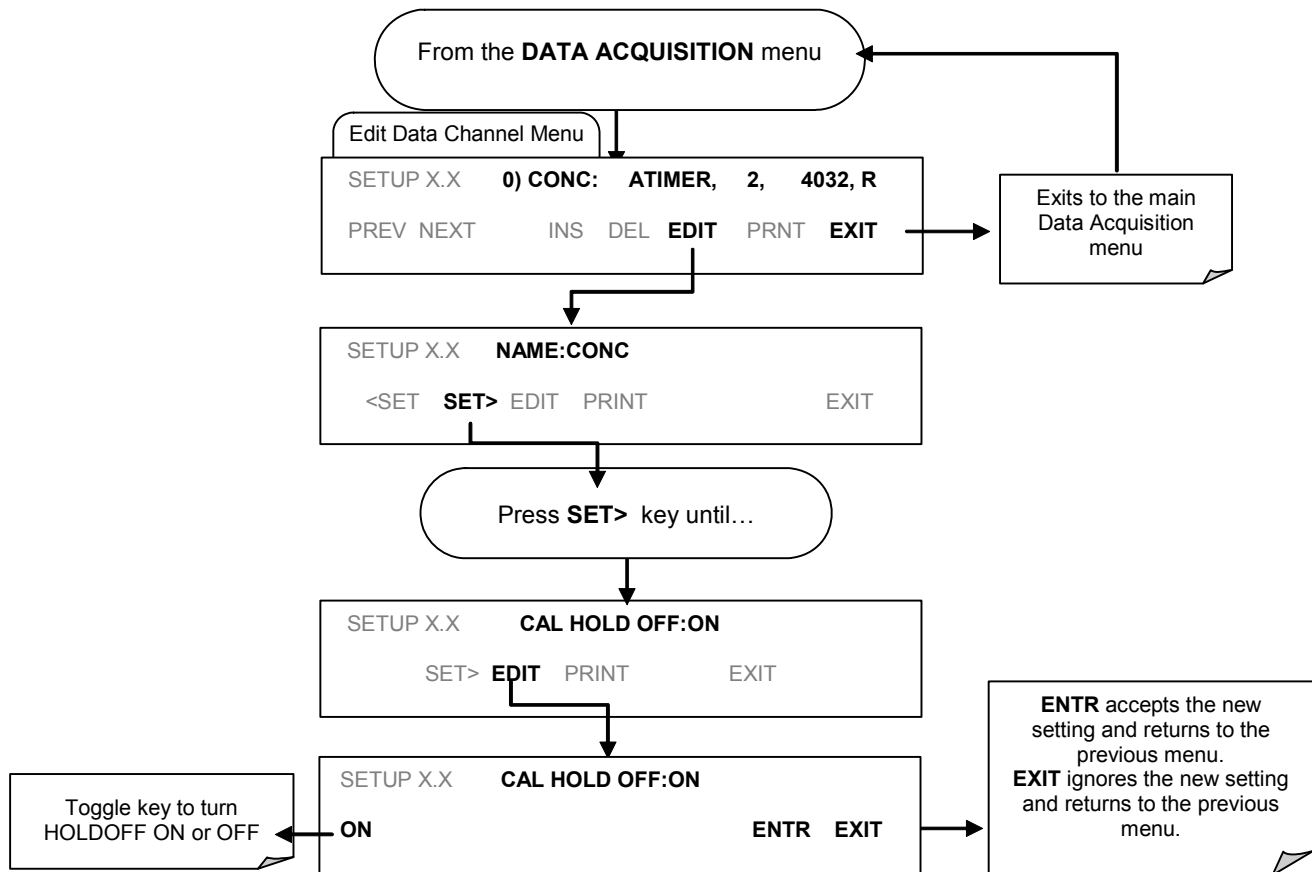 From the DATA ACQUISITION menu
Edit Data Channel Menu
SETUP X.X 0) CONC: ATIMER, 2, 4032, R
PREV NEXT INS DEL EDIT PRNT EXIT
Exits to the main
Data Acquisition
menu
SETUP X.X NAME:CONC
<SET SET> EDIT PRINT EXIT
Press SET> key until…
SETUP X.X CAL HOLD OFF:ON
SET> EDIT PRINT EXIT
SETUP X.X CAL HOLD OFF:ON
ON ENTR EXIT
Toggle key to turn
HOLDOFF ON or OFF
ENTR accepts the new
setting and returns to the
previous menu.
EXIT ignores the new setting
and returns to the previous
menu.